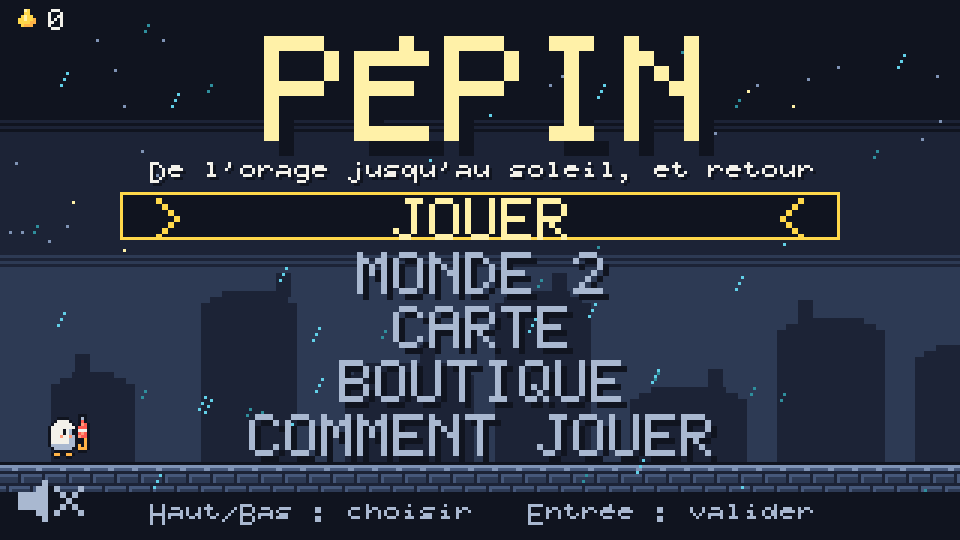 0
PÉPIN
De l'orage jusqu'au soleil, et retour
JOUER
MONDE 2
CARTE
BOUTIQUE
COMMENT JOUER
Haut/Bas : choisir Entrée : valider